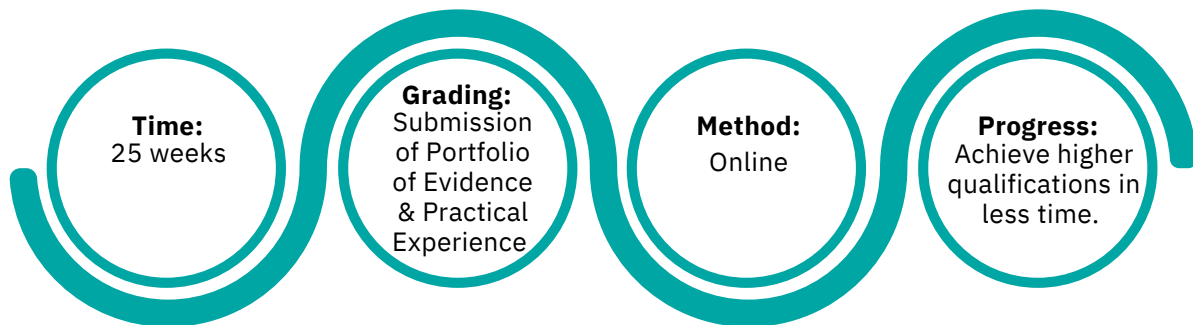 Time:
25 weeks
Grading:
Submission
of Portfolio
of Evidence
& Practical
Experience
Method:
Online
Progress:
Achieve higher
qualifications in
less time.